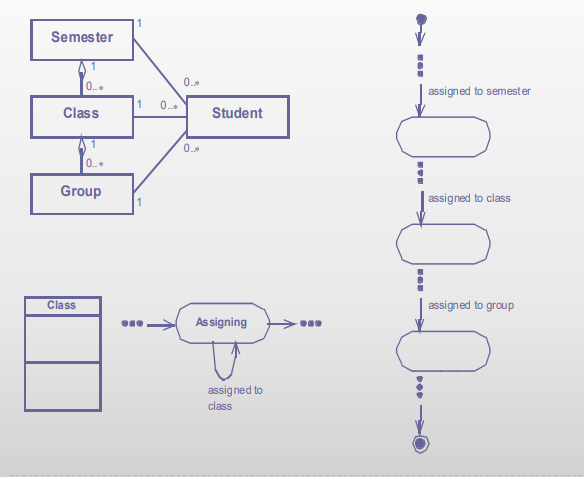 Semester
1
1
0..*
0..*
Class
1
0..*
Student
1
0..*
0..*
Group
1
assigned to semester
assigned to class
assigned to group
Class
Assigning
assigned to
class